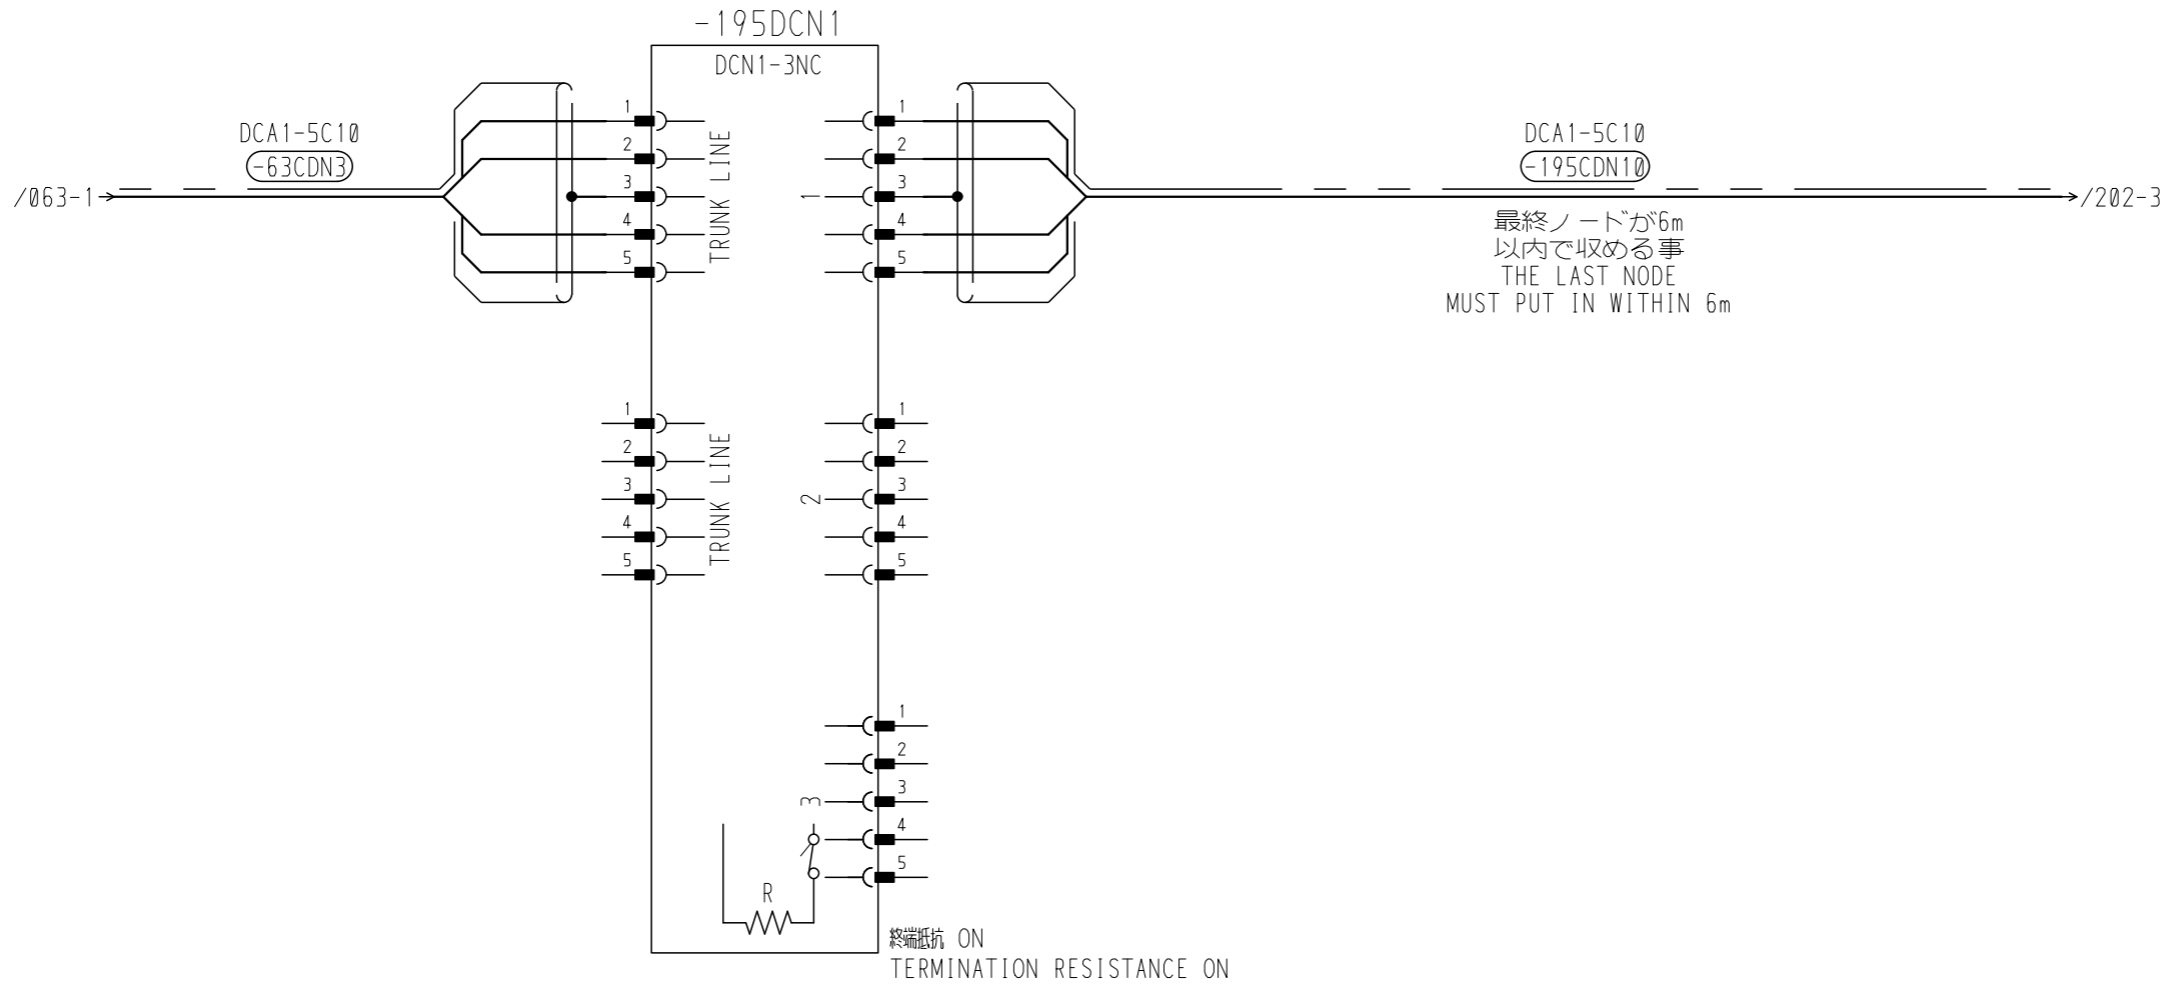 -195DCN1
DCN1-3NC
DCA1-5C10
-63CDN3
/063-1
1
2
3
4
5
TRUNK LINE
1
1
2
3
4
5
DCA1-5C10
-195CDN10
/202-3
最終ノードが6m
以内で収める事
THE LAST NODE
MUST PUT IN WITHIN 6m
1
2
3
4
5
TRUNK LINE
2
1
2
3
4
5
3
1
2
3
4
5
R
終端抵抗 ON
TERMINATION RESISTANCE ON